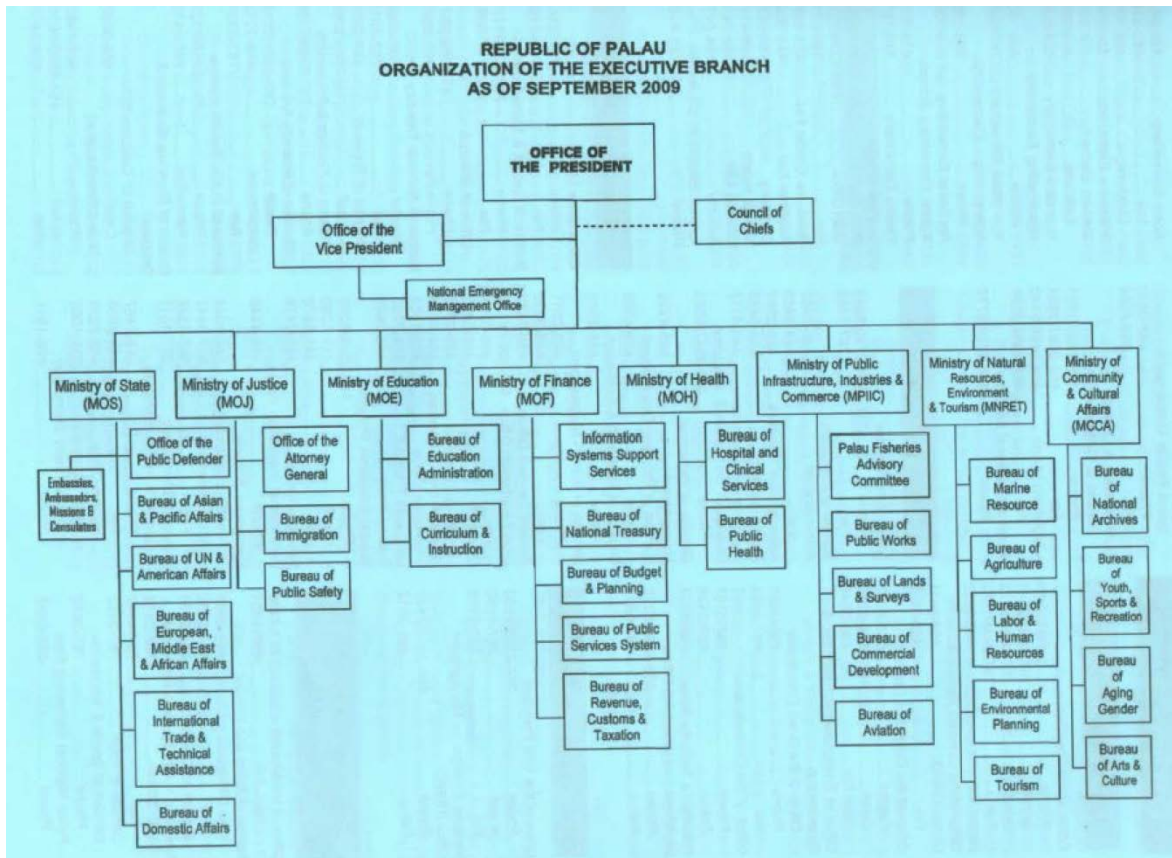 REPUBLIC OF PALAU
ORGANIZATION OF THE EXECUTIVE BRANCH
AS OF SEPTEMBER 2009
OFFICE OF
THE PRESIDENT
Council of
Chiefs
Office of the
Vice President
National Emergency
Management Office
Ministry of State
(MOS)
Office of the
Public Defender
Embassies,
Ambassadors,
Missions &
Consulates
Bureau of Asian
& Pacific Affairs
Bureau of UN &
American Affairs
Bureau of
European,
Middle East
& African Affairs
Bureau of
International
Trade &
Technical
Assistance
Bureau of
Domestic Affairs
Ministry of Justice
(MOJ)
Office of the
Attorney
General
Bureau of
Immigration
Bureau of
Public Safety
Ministry of Education
(MOE)
Bureau of
Education
Administration
Bureau of
Curriculum &
Instruction
Ministry of Finance
(MOF)
Information
Systems Support
Services
Bureau of
National Treasury
Bureau of Budget
& Planning
Bureau of Public
Services System
Bureau of
Revenue,
Customs &
Taxation
Ministry of Health
(MOH)
Bureau of
Hospital and
Clinical
Services
Bureau of
Public
Health
Ministry of Public
Infrastructure, Industries &
Commerce (MPIIC)
Palau Fisheries
Advisory
Committee
Bureau of
Public Works
Bureau of Lands
& Surveys
Bureau of
Commercial
Development
Bureau of
Aviation
Ministry of Natural
Resources,
Environment
& Tourism (MNRET)
Bureau of
Marine
Resource
Bureau of
Agriculture
Bureau of
Labor &
Human
Resources
Bureau of
Environmental
Planning
Bureau of
Tourism
Ministry of
Community
& Cultural
Affairs
(MCCA)
Bureau
of
National
Archives
Bureau
of
Youth,
Sports &
Recreation
Bureau
of
Aging
Gender
Bureau
of Arts &
Culture